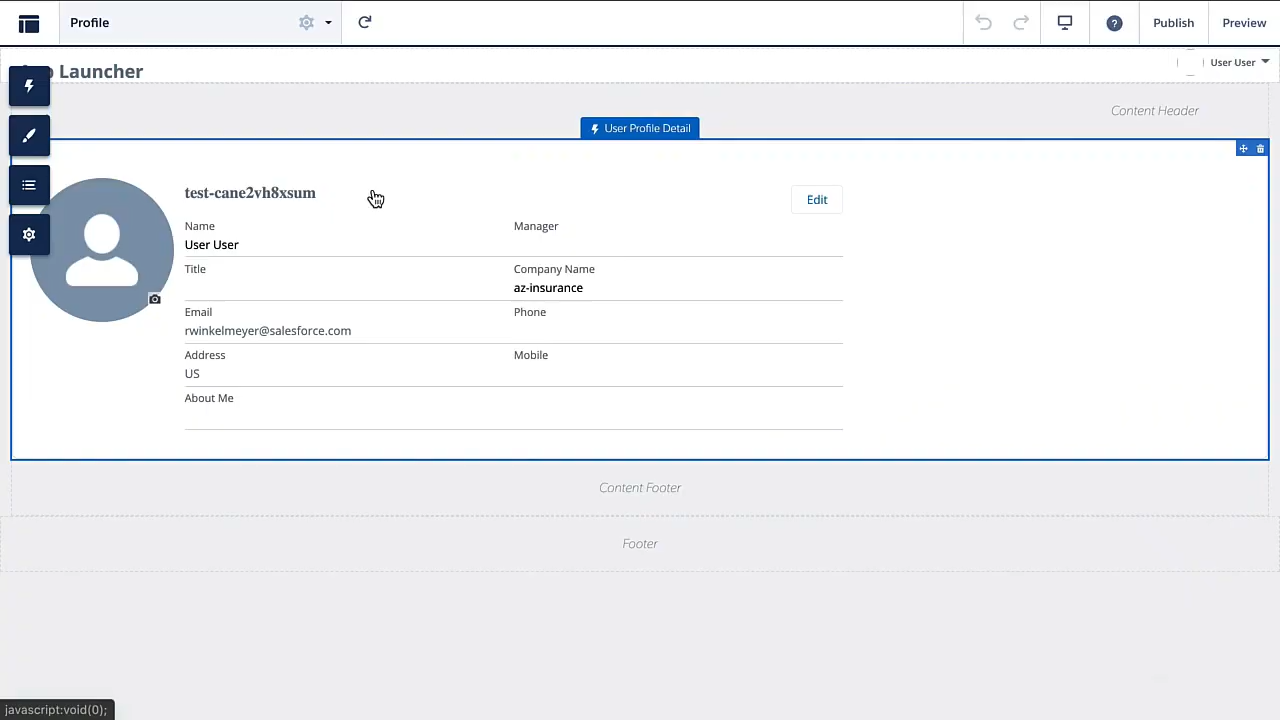 Profile
Publish
Preview
Launcher
User User
Content Header
User Profile Detail
test-cane2vh8xsum
Edit
Name
User User
Manager
Title
Company Name
az-insurance
Email
rwinkelmeyer@salesforce.com
Phone
Address
US
Mobile
About Me
Content Footer
Footer
javascript:void(0);